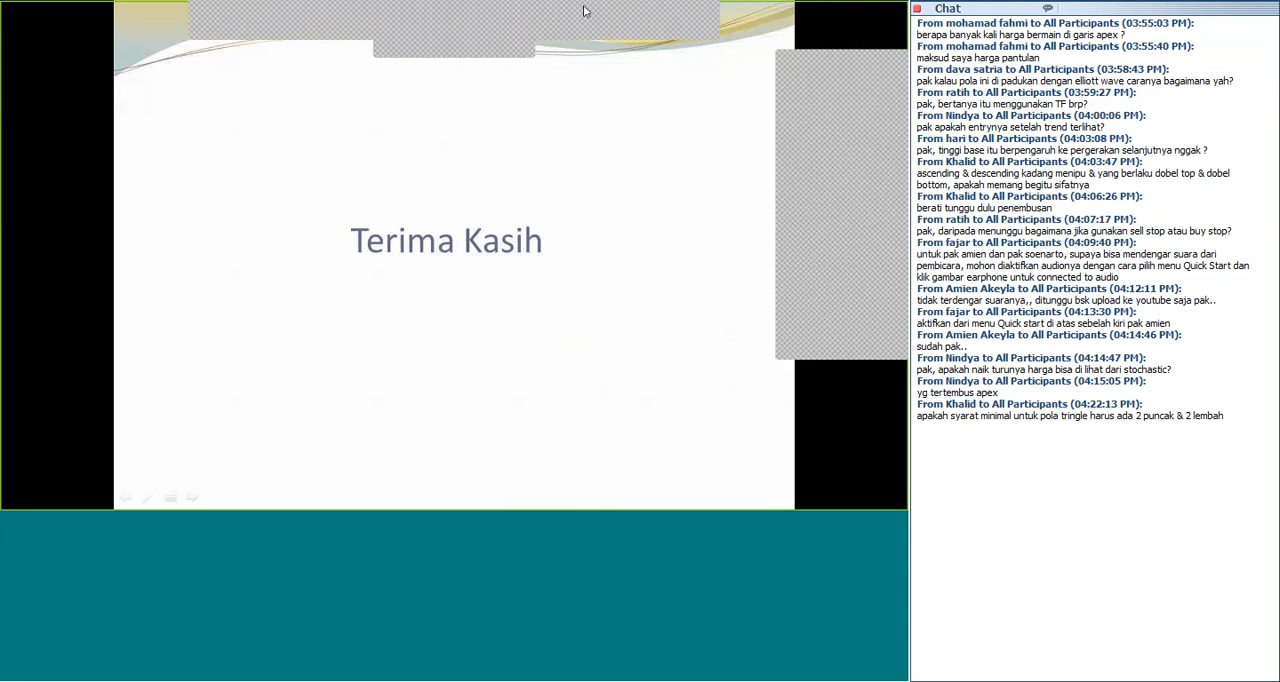 Terima Kasih
Chat
From mohamad fahmi to All Participants (03:55:03 PM):
berapa banyak kali harga bermain di garis apex ?
From mohamad fahmi to All Participants (03:55:40 PM):
maksud saya harga pantulan
From dava satria to All Participants (03:58:43 PM):
pak kalau pola ini di padukan dengan elliott wave caranya bagaimana yah?
From ratih to All Participants (03:59:27 PM):
pak, bertanya itu menggunakan TF brp?
From Nindya to All Participants (04:00:06 PM):
pak apakah entrynya setelah trend terlihat?
From hari to All Participants (04:03:08 PM):
pak, tinggi base itu berpengaruh ke pergerakan selanjutnya nggak ?
From Khalid to All Participants (04:03:47 PM):
ascending & descending kadang menipu & yang berlaku dobel top & dobel
bottom, apakah memang begitu sifatnya
From Khalid to All Participants (04:06:26 PM):
berati tunggu dulu penembusan
From ratih to All Participants (04:07:17 PM):
pak, daripada menunggu bagaimana jika gunakan sell stop atau buy stop?
From fajar to All Participants (04:09:40 PM):
untuk pak amien dan pak soenarto, supaya bisa mendengar suara dari
pembicara, mohon diaktifkan audionya dengan cara pilih menu Quick Start dan
klik gambar earphone untuk connected to audio
From Amien Akeyla to All Participants (04:12:11 PM):
tidak terdengar suaranya,, ditunggu bsk upload ke youtube saja pak..
From fajar to All Participants (04:13:30 PM):
aktifkan dari menu Quick start di atas sebelah kiri pak amien
From Amien Akeyla to All Participants (04:14:46 PM):
sudah pak..
From Nindya to All Participants (04:14:47 PM):
pak, apakah naik turunya harga bisa di lihat dari stochastic?
From Nindya to All Participants (04:15:05 PM):
yg tertembus apex
From Khalid to All Participants (04:22:13 PM):
apakah syarat minimal untuk pola tringle harus ada 2 puncak & 2 lembah